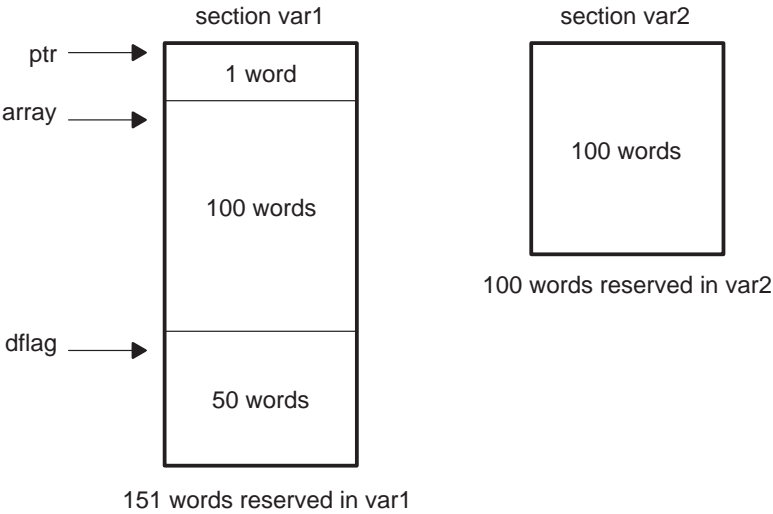 section var1
ptr
1 word
array
100 words
dflag
50 words
151 words reserved in var1
section var2
100 words
100 words reserved in var2